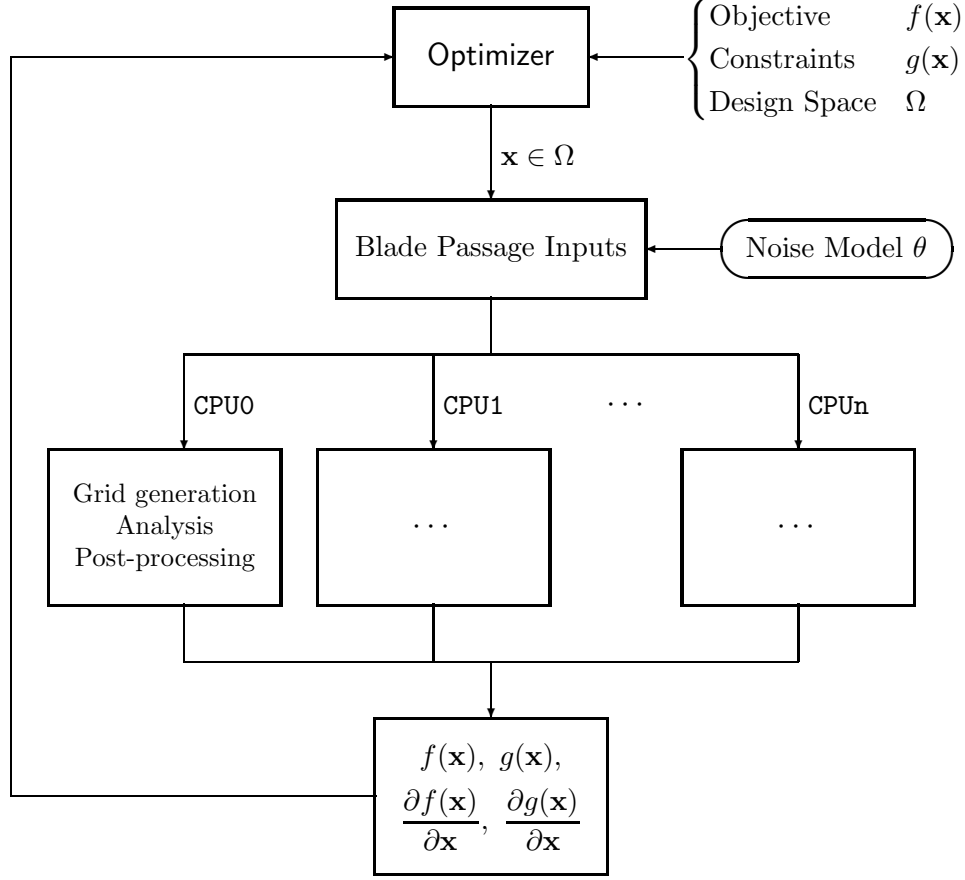 Optimizer
Objective f(x)
Constraints g(x)
Design Space Ω
x ∈ Ω
Blade Passage Inputs
Noise Model θ
CPU0
CPU1
···
CPUn
Grid generation
Analysis
Post-processing
···
···
f(x), g(x),
∂f(x)/∂x, ∂g(x)/∂x